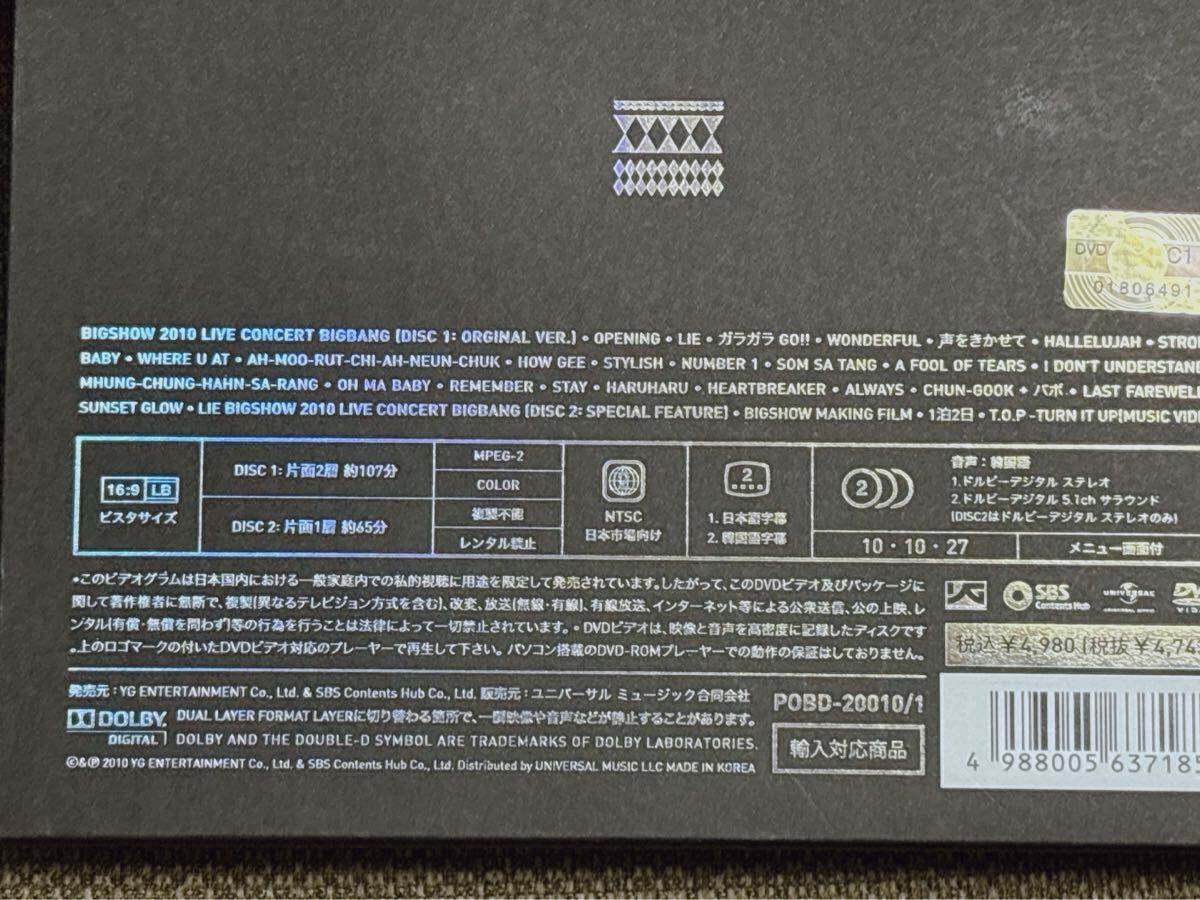 DVD
C1
01806491-
BIGSHOW 2010 LIVE CONCERT BIGBANG (DISC 1: ORGINAL VER.) • OPENING • LIE • ガラガラ GO!! • WONDERFUL • 声をきかせて • HALLELUJAH • STRO
BABY • WHERE U AT • AH-MOO-RUT-CHI-AH-NEUN-CHUK • HOW GEE • STYLISH • NUMBER 1 • SOM SA TANG • A FOOL OF TEARS • I DON'T UNDERSTAND
MHUNG-CHUNG-HAHN-SA-RANG • OH MA BABY • REMEMBER • STAY • HARUHARU • HEARTBREAKER • ALWAYS • CHUN-GOOK + バボ • LAST FAREWELL
SUNSET GLOW • LIE BIGSHOW 2010 LIVE CONCERT BIGBANG (DISC 2: SPECIAL FEATURE) • BIGSHOW MAKING FILM • 1泊2日 • T.O.P -TURN IT UP(MUSIC VIDE
16:9 LB
ビスタサイズ
DISC 1: 片面2層 約107分
DISC 2: 片面1層 約65分
MPEG-2
COLOR
複製不能
レンタル禁止
NTSC
日本市場向け
2
1. 日本語字幕
2. 韓国語字幕
2
音声：韓国語
1.ドルビーデジタル ステレオ
2.ドルビーデジタル 5.1ch サラウンド
(DISC2はドルビーデジタル ステレオのみ)
10・10・27
メニュー画面付
•このビデオグラムは日本国内における一般家庭内での私的視聴に用途を限定して発売されています。したがって、このDVDビデオ及びパッケージに
関して著作権者に無断で、複製(異なるテレビジョン方式を含む)、改変、放送(無線・有線)、有線放送、インターネット等による公衆送信、公の上映、レ
ンタル(有償・無償を問わず)等の行為を行うことは法律によって一切禁止されています。•DVDビデオは、映像と音声を高密度に記録したディスクです
。上のロゴマークの付いたDVDビデオ対応のプレーヤーで再生して下さい。パソコン搭載のDVD-ROMプレーヤーでの動作の保証はしておりません。
YG
SBS
Contents Hub
UNIVERSAL
税込￥4,980 (税抜￥4,743
発売元：YG ENTERTAINMENT Co., Ltd. & SBS Contents Hub Co., Ltd. 販売元：ユニバーサル ミュージック合同会社
POBD-20010/1
DOLBY
DIGITAL
DUAL LAYER FORMAT LAYERに切り替わる箇所で、一瞬映像や音声などが静止することがあります。
DOLBY AND THE DOUBLE-D SYMBOL ARE TRADEMARKS OF DOLBY LABORATORIES.
輸入対応商品
©&℗ 2010 YG ENTERTAINMENT Co., Ltd. & SBS Contents Hub Co., Ltd. Distributed by UNIVERSAL MUSIC LLC MADE IN KOREA
4 988005 637185